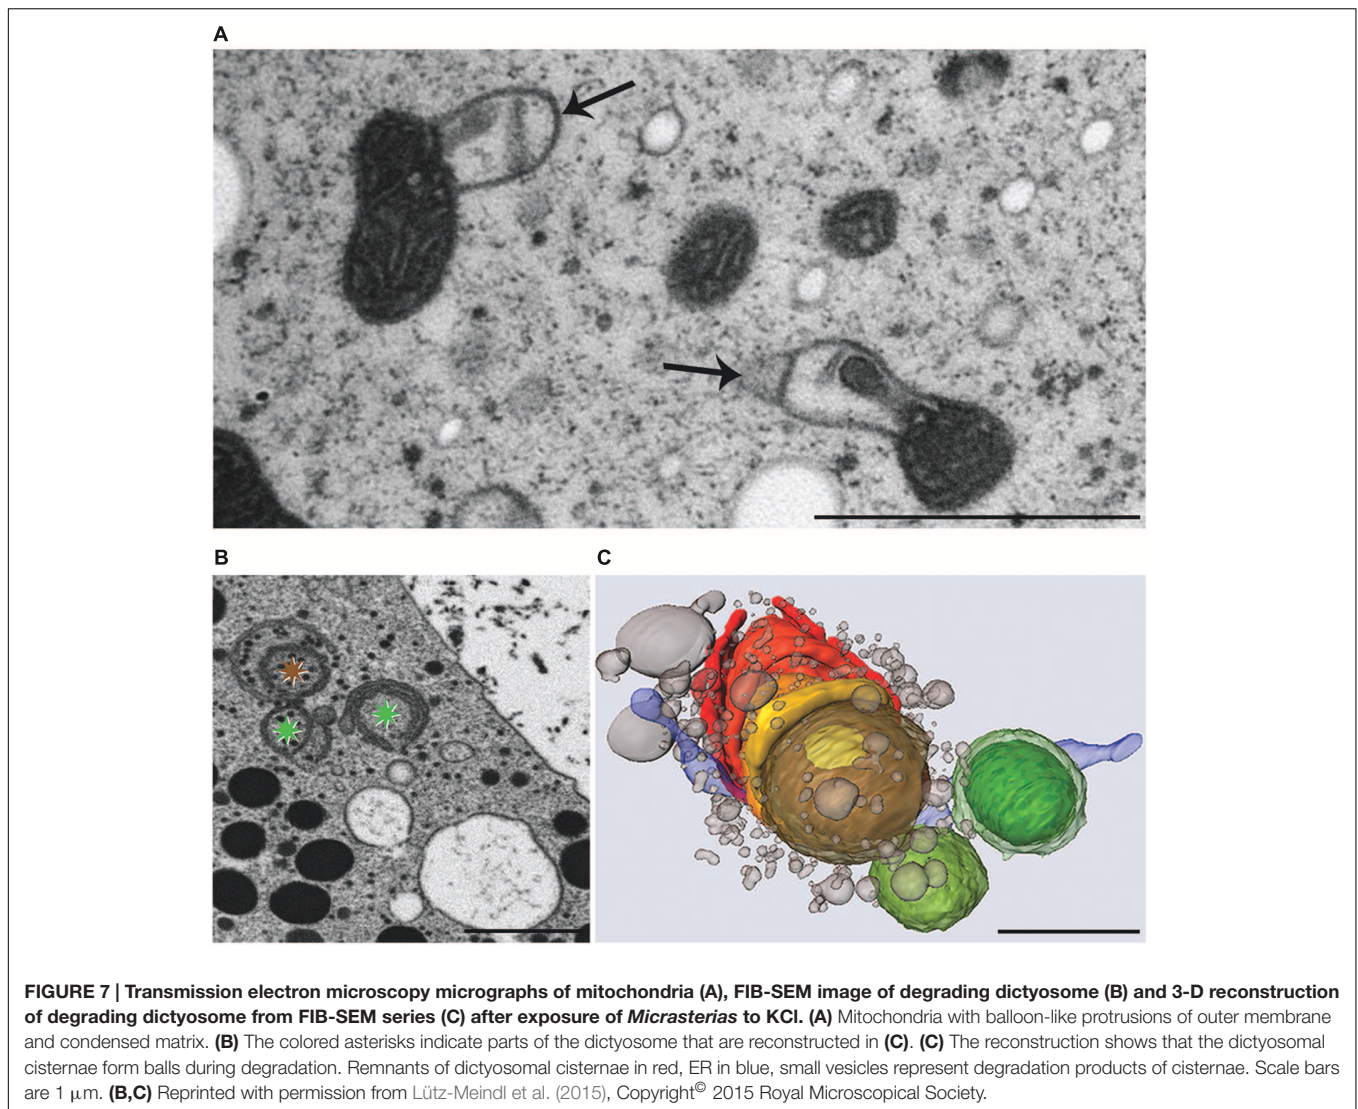 A
B
C
FIGURE 7 | Transmission electron microscopy micrographs of mitochondria (A), FIB-SEM image of degrading dictyosome (B) and 3-D reconstruction
of degrading dictyosome from FIB-SEM series (C) after exposure of Micrasterias to KCl. (A) Mitochondria with balloon-like protrusions of outer membrane
and condensed matrix. (B) The colored asterisks indicate parts of the dictyosome that are reconstructed in (C). (C) The reconstruction shows that the dictyosomal
cisternae form balls during degradation. Remnants of dictyosomal cisternae in red, ER in blue, small vesicles represent degradation products of cisternae. Scale bars
are 1 μm. (B,C) Reprinted with permission from Lütz-Meindl et al. (2015), Copyright© 2015 Royal Microscopical Society.